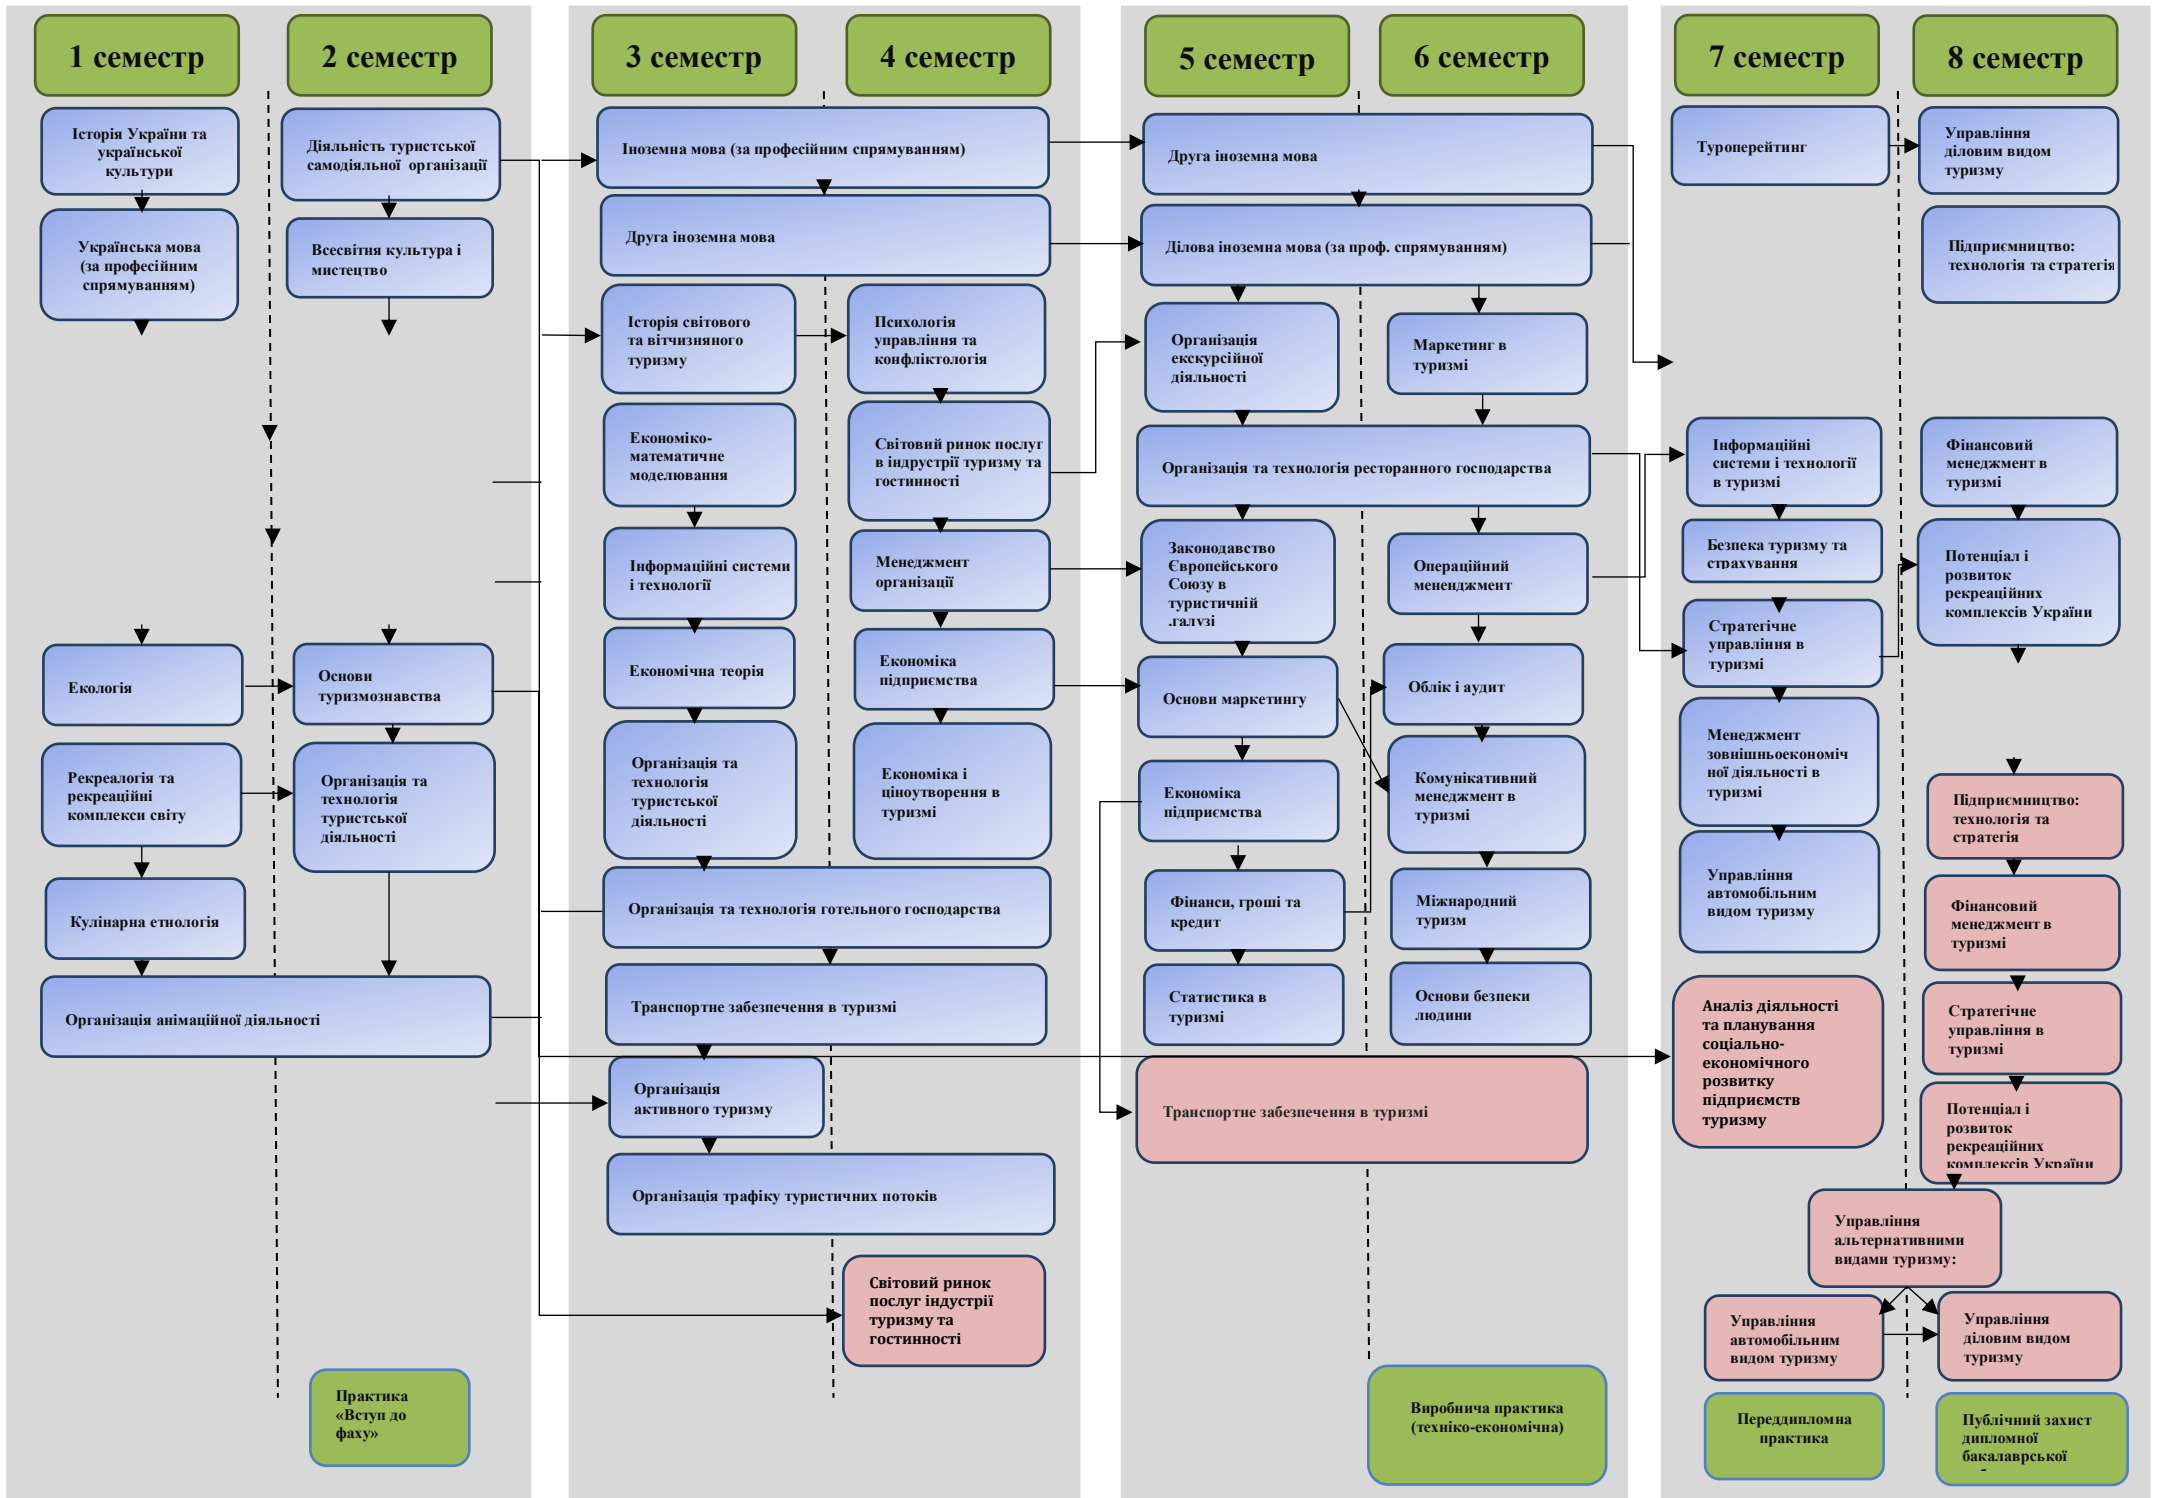 1 семестр
2 семестр
3 семестр
4 семестр
5 семестр
6 семестр
7 семестр
8 семестр
Історія України та
української
культури
Українська мова
(за професійним
спрямуванням)
Екологія
Рекреалогія та
рекреаційні
комплекси світу
Кулінарна етнологія
Організація анімаційної діяльності
Діяльність туристської
самодіяльної організації
Всесвітня культура і
мистецтво
Основи
туризмознавства
Організація та
технологія
туристської
діяльності
Практика
«Вступ до
фаху»
Іноземна мова (за професійним спрямуванням)
Друга іноземна мова
Історія світового
та вітчизняного
туризму
Економіко-
математичне
моделювання
Інформаційні системи
і технології
Економічна теорія
Організація та
технологія
туристської
діяльності
Психологія
управління та
конфліктологія
Світовий ринок послуг
в індрустрії туризму та
гостинності
Менеджмент
організації
Економіка
підприємства
Економіка і
ціноутворення в
туризмі
Організація та технологія готельного господарства
Транспортне забезпечення в туризмі
Організація
активного туризму
Організація трафіку туристичних потоків
Світовий ринок
послуг індустрії
туризму та
гостинності
Друга іноземна мова
Ділова іноземна мова (за проф. спрямуванням)
Організація
екскурсійної
діяльності
Маркетинг в
туризмі
Організація та технологія ресторанного господарства
Законодавство
Європейського
Союзу в
туристичній
.галузі
Основи маркетингу
Економіка
підприємства
Фінанси, гроші та
кредит
Статистика в
туризмі
Операційний
мененджмент
Облік і аудит
Комунікативний
менеджмент в
туризмі
Міжнародний
туризм
Основи безпеки
людини
Транспортне забезпечення в туризмі
Виробнича практика
(техніко-економічна)
Туроперейтинг
Інформаційні
системи і технології
в туризмі
Безпека туризму та
страхування
Стратегічне
управління в
туризмі
Менеджмент
зовнішньоекономіч
ної діяльності в
туризмі
Управління
автомобільним
видом туризму
Аналіз діяльності
та планування
соціально-
економічного
розвитку
підприємств
туризму
Управління
діловим видом
туризму
Підприємництво:
технологія та стратегія
Фінансовий
менеджмент в
туризмі
Потенціал і
розвиток
рекреаційних
комплексів України
Підприємництво:
технологія та
стратегія
Фінансовий
менеджмент в
туризмі
Стратегічне
управління в
туризмі
Потенціал і
розвиток
рекреаційних
комплексів України
Управління
альтернативними
видами туризму:
Управління
автомобільним
видом туризму
Управління
діловим видом
туризму
Переддипломна
практика
Публічний захист
дипломної
бакалаврської